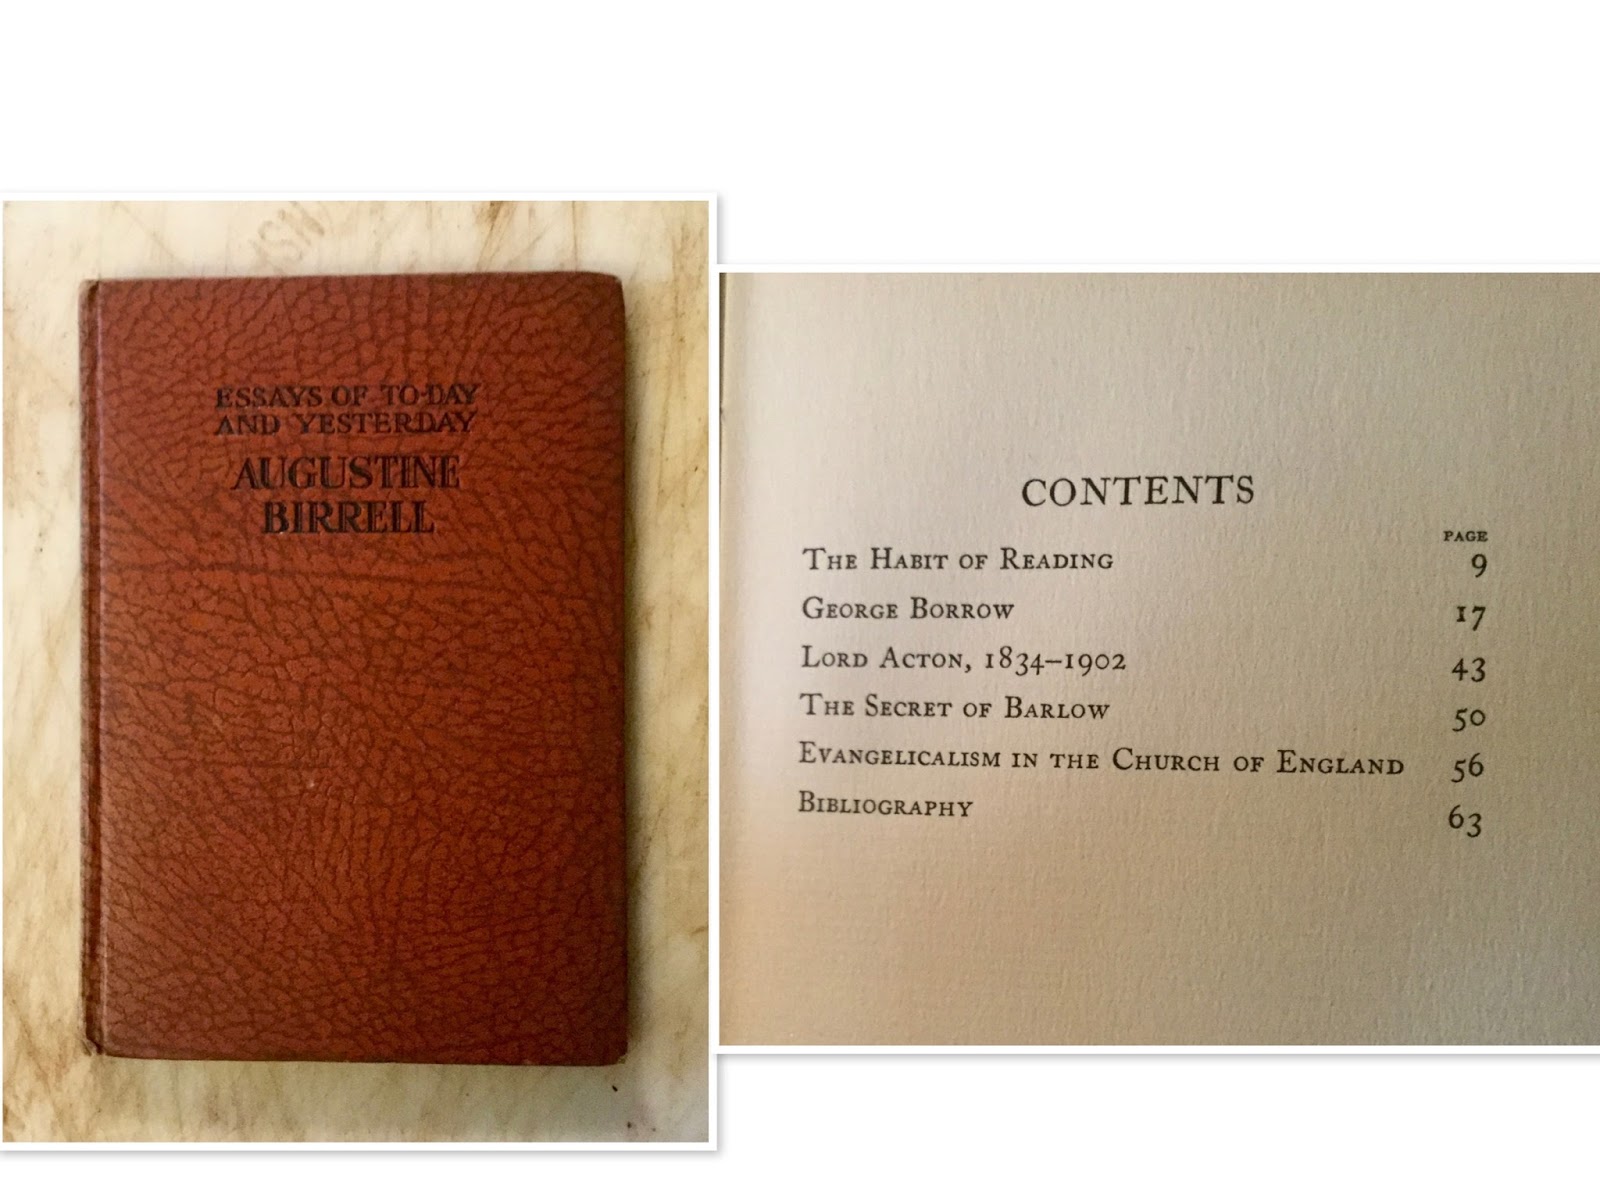 ESSAYS OF TO-DAY
AND YESTERDAY
AUGUSTINE
BIRRELL
CONTENTS
PAGE
The Habit of Reading 9
George Borrow 17
Lord Acton, 1834–1902 43
The Secret of Barlow 50
Evangelicalism in the Church of England 56
Bibliography 63